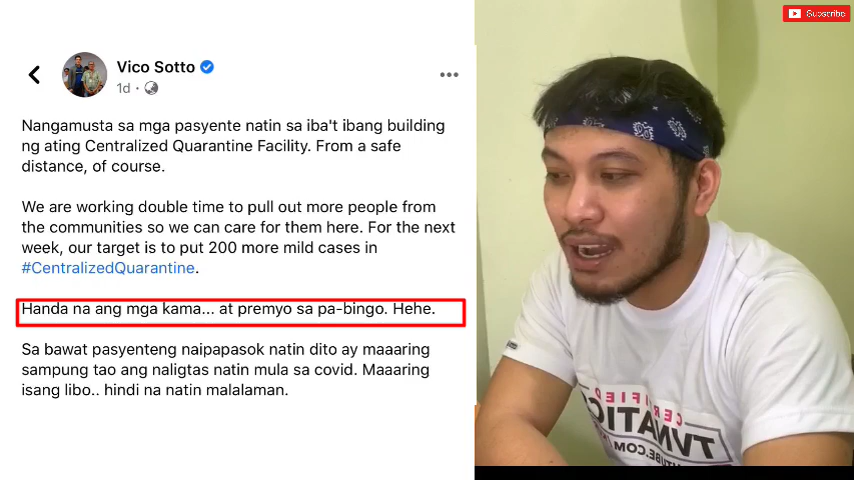 Subscribe
Vico Sotto
1d
Nangamusta sa mga pasyente natin sa iba't ibang building
ng ating Centralized Quarantine Facility. From a safe
distance, of course.
We are working double time to pull out more people from
the communities so we can care for them here. For the next
week, our target is to put 200 more mild cases in
#CentralizedQuarantine.
Handa na ang mga kama... at premyo sa pa-bingo. Hehe.
Sa bawat pasyenteng naipapasok natin dito ay maaaring
sampung tao ang naligtas natin mula sa covid. Maaaring
isang libo.. hindi na natin malalaman.
CERTIFIED
TVNATIC